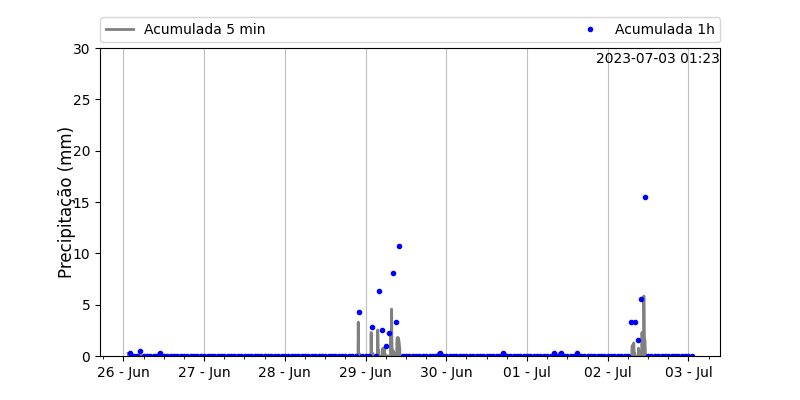 Acumulada 5 min
Acumulada 1h
2023-07-03 01:23
Precipitação (mm)
30
25
20
15
10
5
0
26 - Jun
27 - Jun
28 - Jun
29 - Jun
30 - Jun
01 - Jul
02 - Jul
03 - Jul